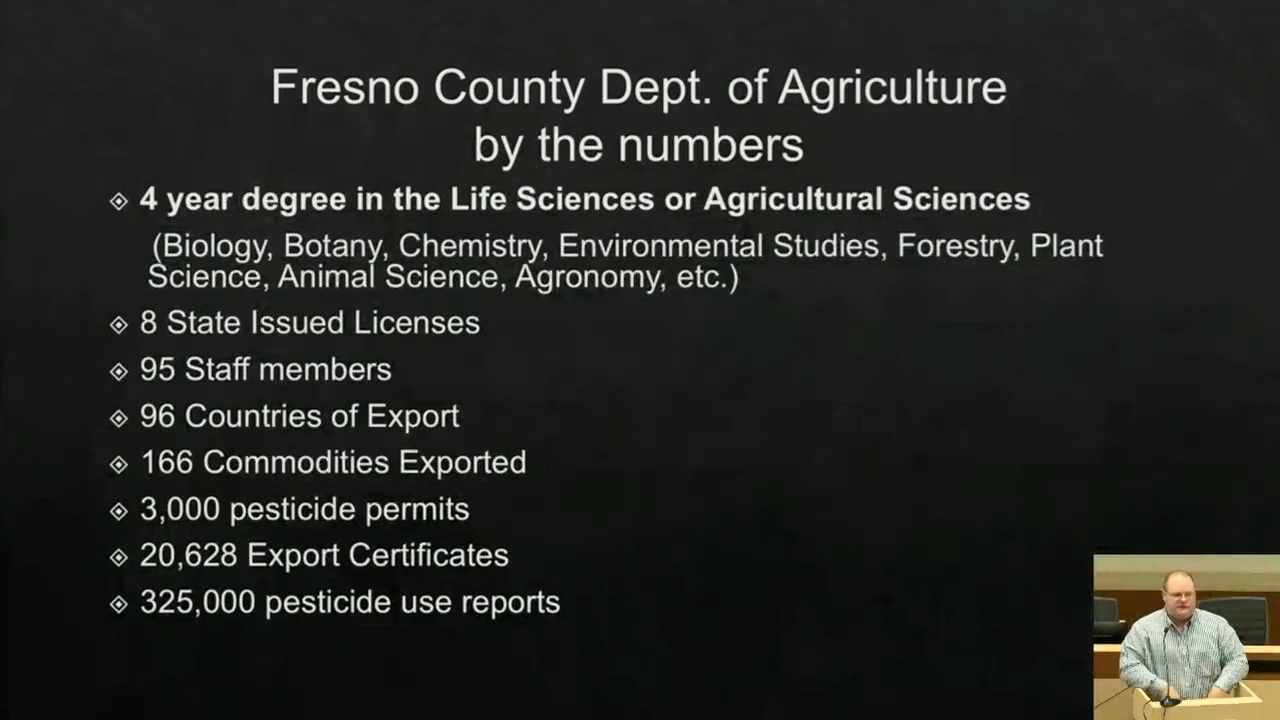 Fresno County Dept. of Agriculture
by the numbers
4 year degree in the Life Sciences or Agricultural Sciences
(Biology, Botany, Chemistry, Environmental Studies, Forestry, Plant
Science, Animal Science, Agronomy, etc.)
8 State Issued Licenses
95 Staff members
96 Countries of Export
166 Commodities Exported
3,000 pesticide permits
20,628 Export Certificates
325,000 pesticide use reports